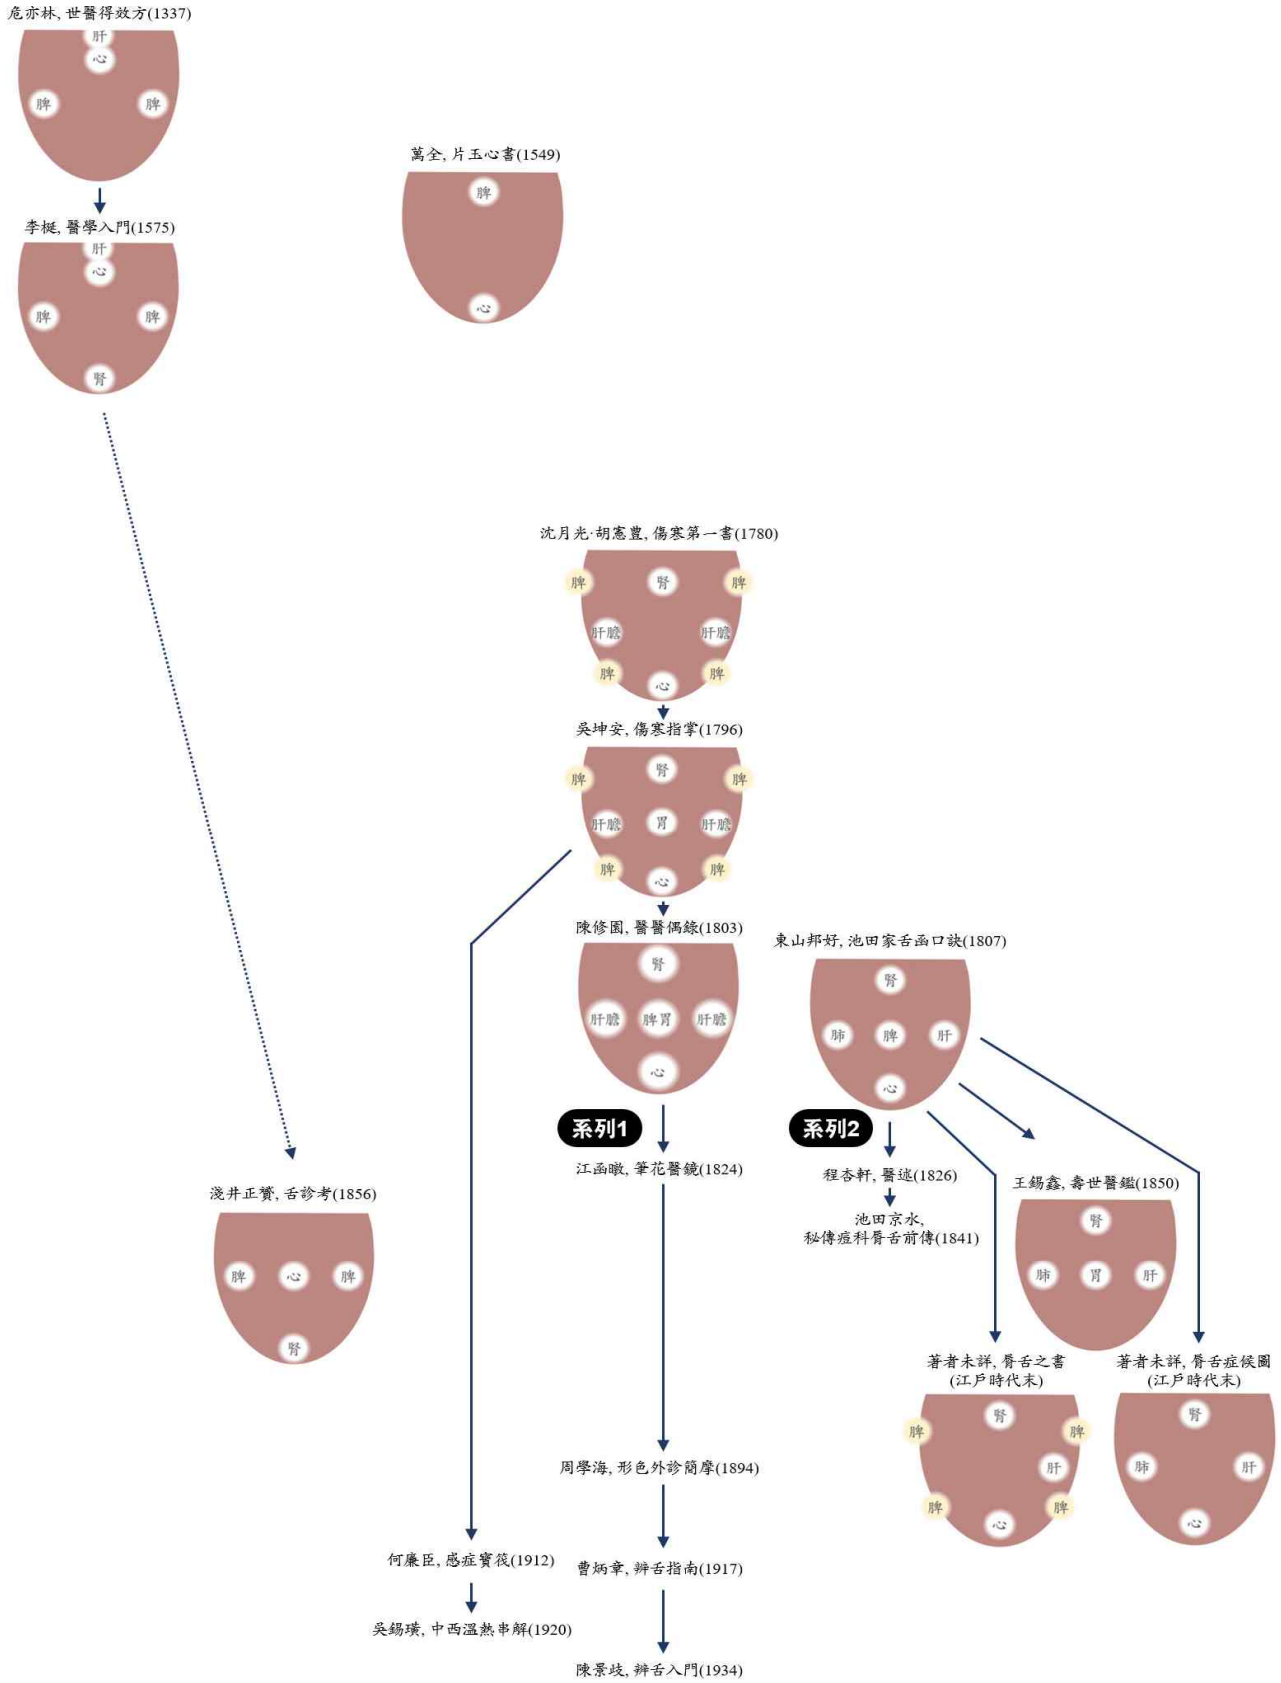 危亦林, 世醫得效方(1337)
肝
心
脾
脾
李梴, 醫學入門(1575)
肝
心
脾
脾
腎
萬全, 片玉心書(1549)
脾
心
沈月光·胡憲豊, 傷寒第一書(1780)
脾
腎
脾
肝膽
肝膽
脾
脾
心
吳坤安, 傷寒指掌(1796)
脾
腎
脾
肝膽
胃
肝膽
脾
脾
心
陳修園, 醫醫偶錄(1803)
腎
肝膽
脾胃
肝膽
心
系列1
江函暾, 筆花醫鏡(1824)
周學海, 形色外診簡摩(1894)
曹炳章, 辨舌指南(1917)
陳景歧, 辨舌入門(1934)
何廉臣, 感症寶筏(1912)
吳錫璜, 中西溫熱串解(1920)
東山邦好, 池田家舌函口訣(1807)
腎
肺
脾
肝
心
系列2
程杏軒, 醫述(1826)
池田京水,
秘傳痘科脣舌前傳(1841)
王錫鑫, 壽世醫鑑(1850)
腎
肺
胃
肝
淺井正贇, 舌診考(1856)
脾
心
脾
腎
著者未詳, 脣舌之書
(江戶時代末)
脾
腎
脾
肝
脾
脾
心
著者未詳, 脣舌症候圖
(江戶時代末)
腎
肺
肝
心